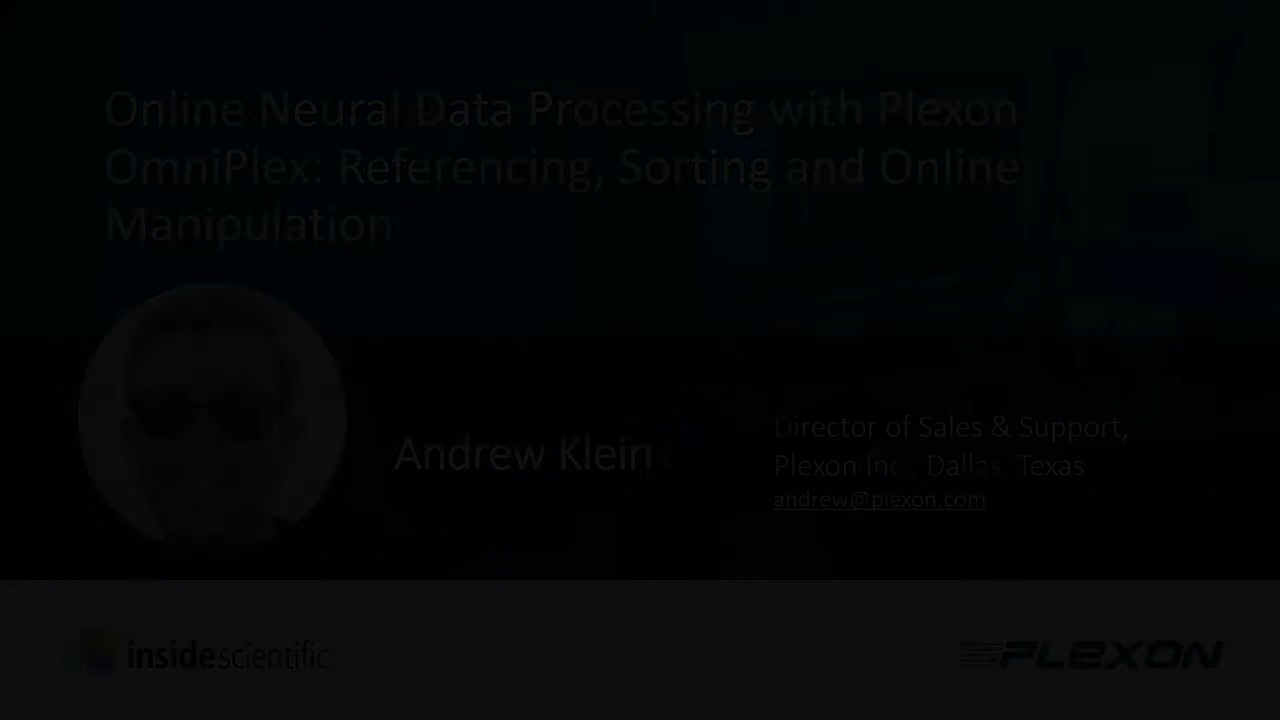 Online Neural Data Processing with Plexon
OmniPlex: Referencing, Sorting and Online
Manipulation
Andrew Klein
Director of Sales & Support,
Plexon Inc., Dallas, Texas
andrew@plexon.com
insidescientific
PLEXON